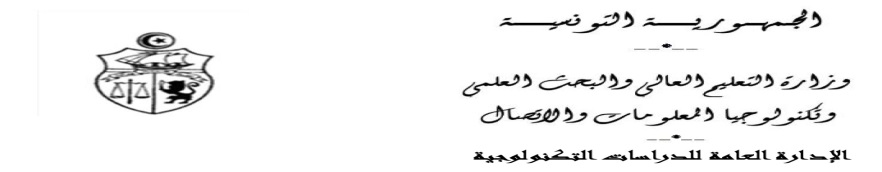 الجمهورية التونسية
وزارة التعليم العالي والبحث العلمي
وتكنولوجيا المعلومات والاتصال
الإدارة العامة للدراسات التكنولوجية